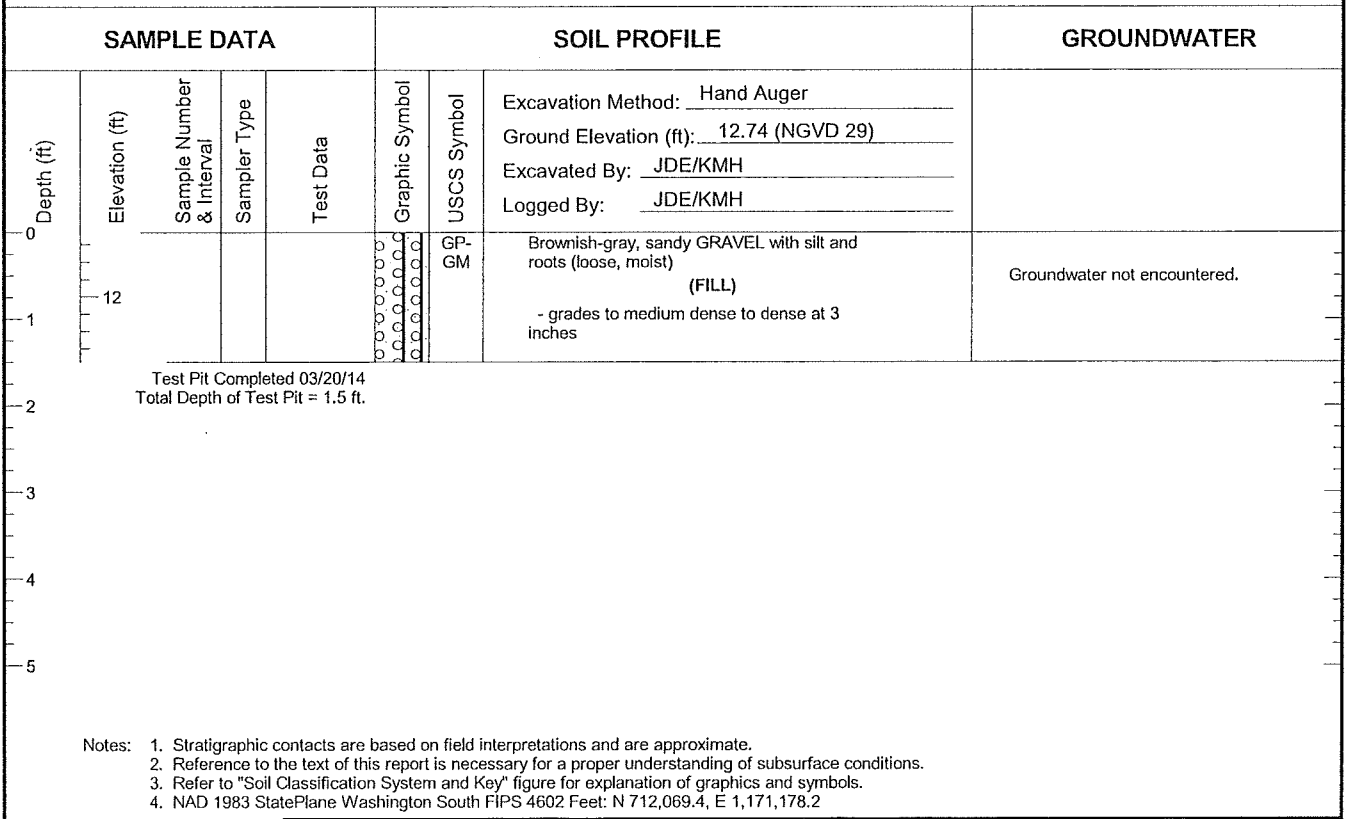 SAMPLE DATA
SOIL PROFILE
GROUNDWATER
Depth (ft)
Elevation (ft)
Sample Number
& Interval
Sampler Type
Test Data
Graphic Symbol
USCS Symbol
Excavation Method: Hand Auger
Ground Elevation (ft): 12.74 (NGVD 29)
Excavated By: JDE/KMH
Logged By: JDE/KMH
0
12
1
GP-
GM
Brownish-gray, sandy GRAVEL with silt and
roots (loose, moist)
(FILL)
- grades to medium dense to dense at 3
inches
Groundwater not encountered.
Test Pit Completed 03/20/14
Total Depth of Test Pit = 1.5 ft.
2
3
4
5
Notes: 1. Stratigraphic contacts are based on field interpretations and are approximate.
2. Reference to the text of this report is necessary for a proper understanding of subsurface conditions.
3. Refer to "Soil Classification System and Key" figure for explanation of graphics and symbols.
4. NAD 1983 StatePlane Washington South FIPS 4602 Feet: N 712,069.4, E 1,171,178.2